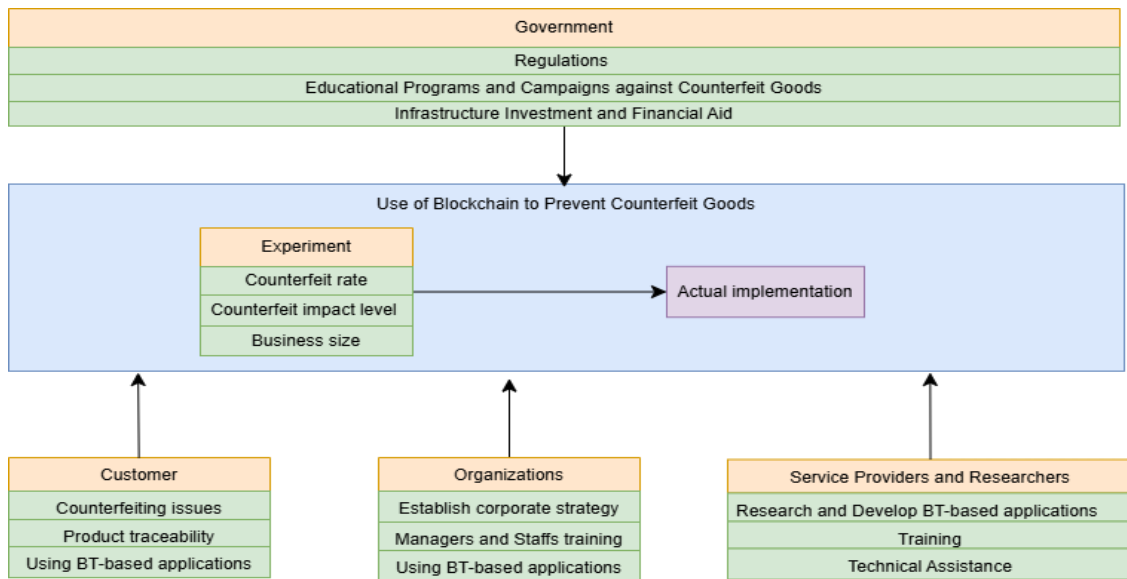 Government
Regulations
Educational Programs and Campaigns against Counterfeit Goods
Infrastructure Investment and Financial Aid
Use of Blockchain to Prevent Counterfeit Goods
Experiment
Counterfeit rate
Counterfeit impact level
Business size
Actual implementation
Customer
Counterfeiting issues
Product traceability
Using BT-based applications
Organizations
Establish corporate strategy
Managers and Staffs training
Using BT-based applications
Service Providers and Researchers
Research and Develop BT-based applications
Training
Technical Assistance